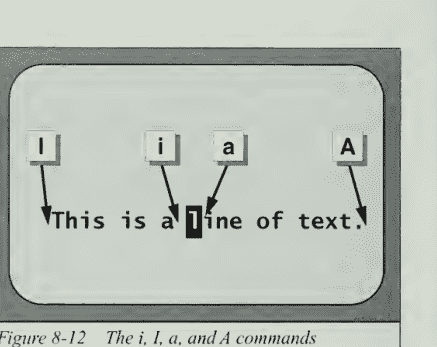 I i a A
This is a line of text.
Figure 8-12 The i, I, a, and A commands